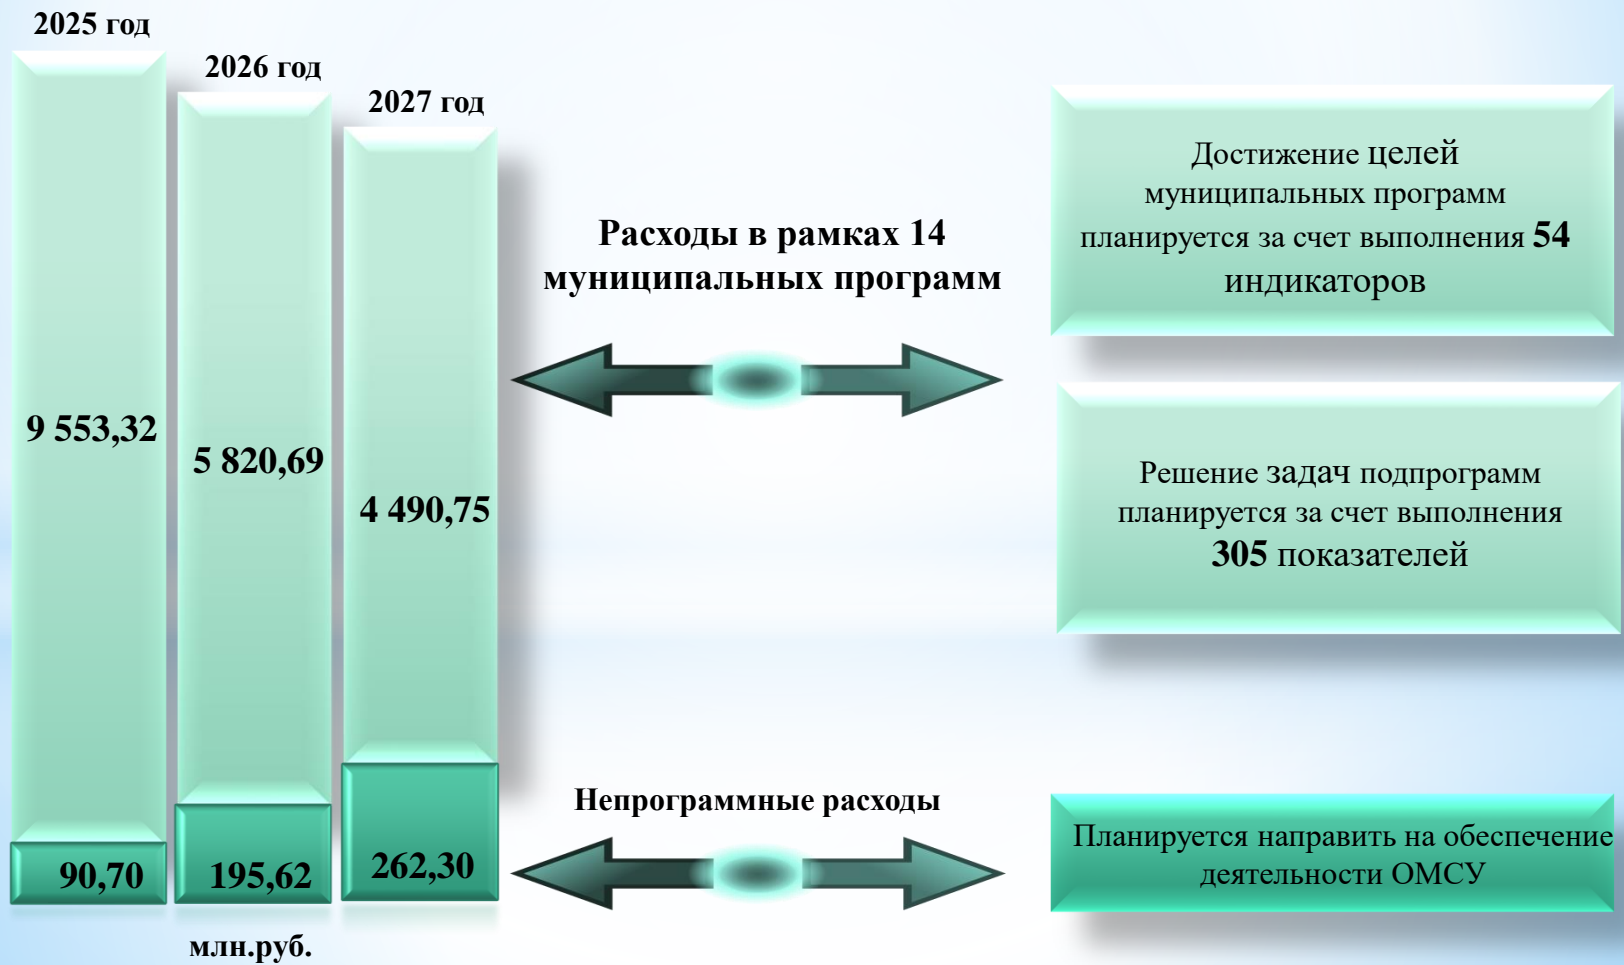 2025 год
2026 год
2027 год
9 553,32
5 820,69
4 490,75
90,70
195,62
262,30
млн.руб.
Расходы в рамках 14
муниципальных программ
Непрограммные расходы
Достижение целей
муниципальных программ
планируется за счет выполнения 54
индикаторов
Решение задач подпрограмм
планируется за счет выполнения
305 показателей
Планируется направить на обеспечение
деятельности ОМСУ